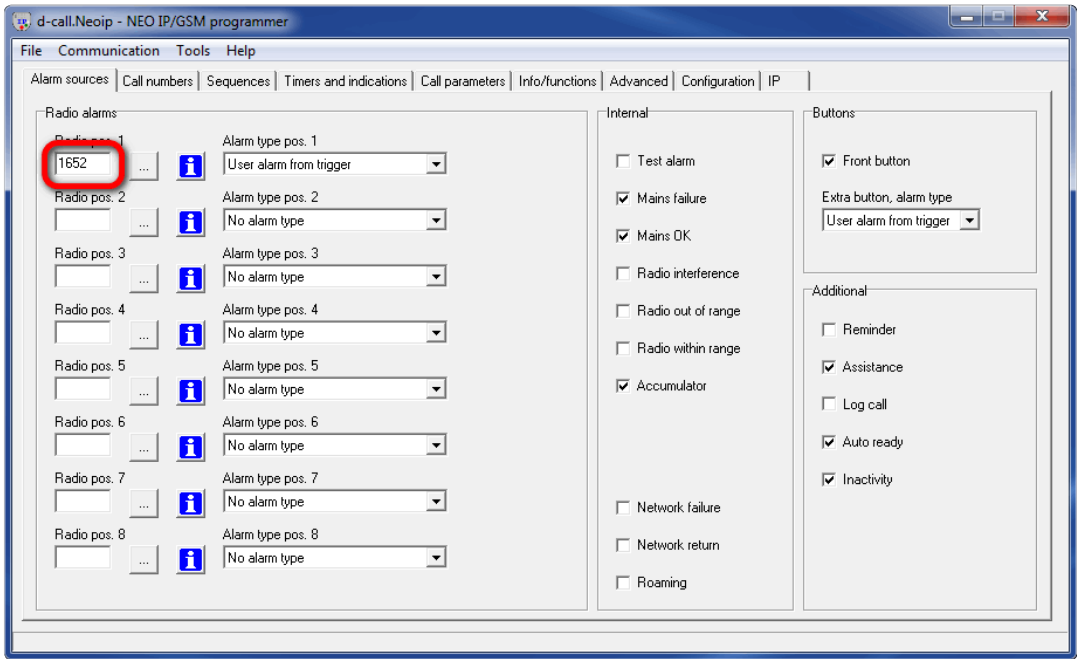 d-call.Neoip - NEO IP/GSM programmer
File Communication Tools Help
Alarm sources Call numbers Sequences Timers and indications Call parameters Info/functions Advanced Configuration IP
Radio alarms
Radio pos. 1 Alarm type pos. 1
1652 ... i User alarm from trigger
Radio pos. 2 Alarm type pos. 2
... i No alarm type
Radio pos. 3 Alarm type pos. 3
... i No alarm type
Radio pos. 4 Alarm type pos. 4
... i No alarm type
Radio pos. 5 Alarm type pos. 5
... i No alarm type
Radio pos. 6 Alarm type pos. 6
... i No alarm type
Radio pos. 7 Alarm type pos. 7
... i No alarm type
Radio pos. 8 Alarm type pos. 8
... i No alarm type
Internal
Test alarm
Mains failure
Mains OK
Radio interference
Radio out of range
Radio within range
Accumulator
Network failure
Network return
Roaming
Buttons
Front button
Extra button, alarm type
User alarm from trigger
Additional
Reminder
Assistance
Log call
Auto ready
Inactivity